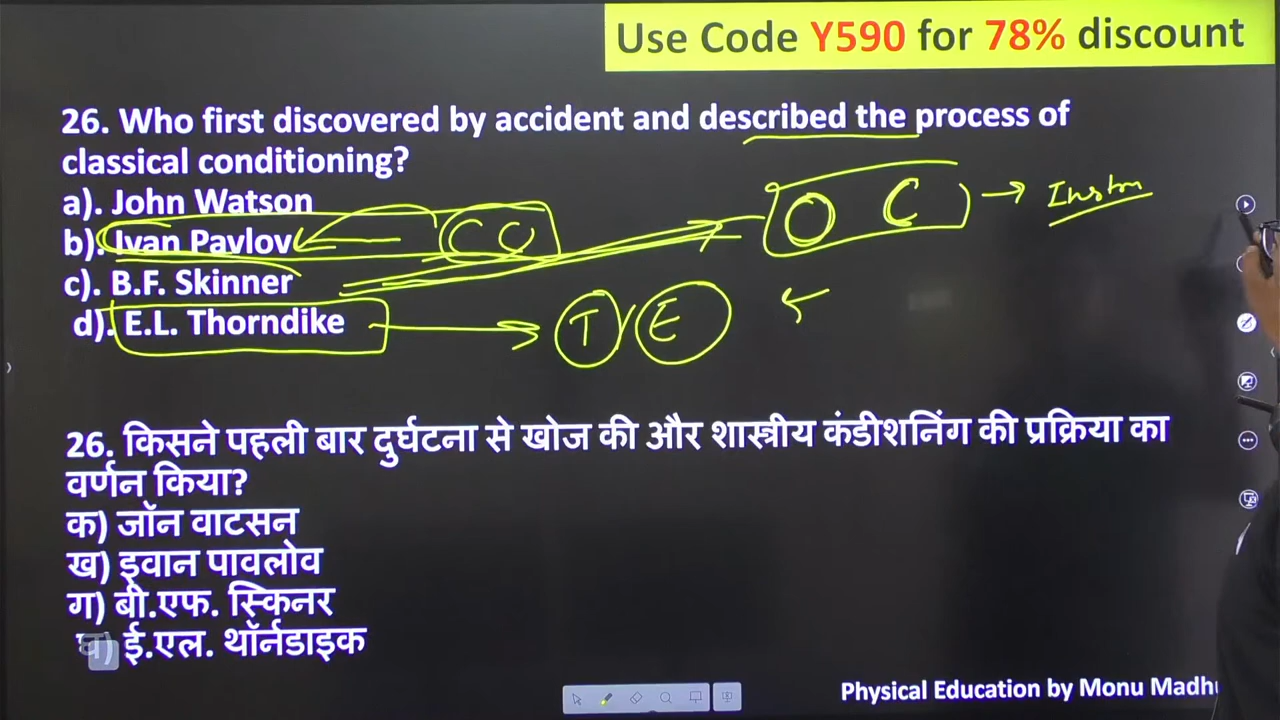 Use Code Y590 for 78% discount
26. Who first discovered by accident and described the process of
classical conditioning?
a). John Watson
b). Ivan Pavlov
CC
O C
c). B.F. Skinner
d). E.L. Thorndike
T/E
26. किसने पहली बार दुर्घटना से खोज की और शास्त्रीय कंडीशनिंग की प्रक्रिया का
वर्णन किया?
क) जॉन वाटसन
ख) इवान पावलोव
ग) बी.एफ. स्किनर
घ) ई.एल. थॉर्नडाइक
Physical Education by Monu Madhu